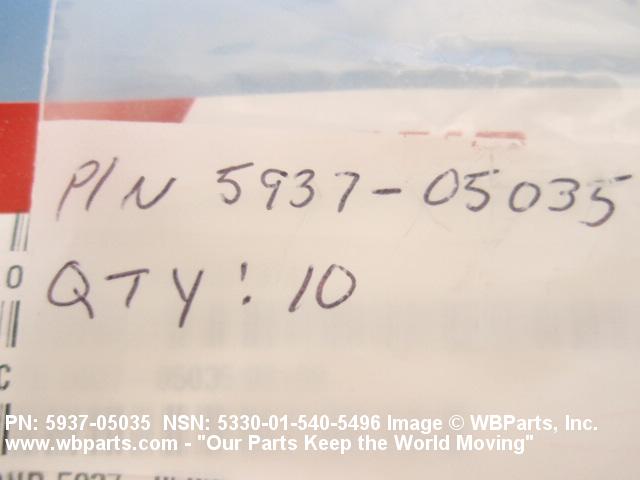 P/N 5937-05035
QTY: 10
O
C
PN: 5937-05035 NSN: 5330-01-540-5496 Image © WBParts, Inc.
www.wbparts.com - "Our Parts Keep the World Moving"